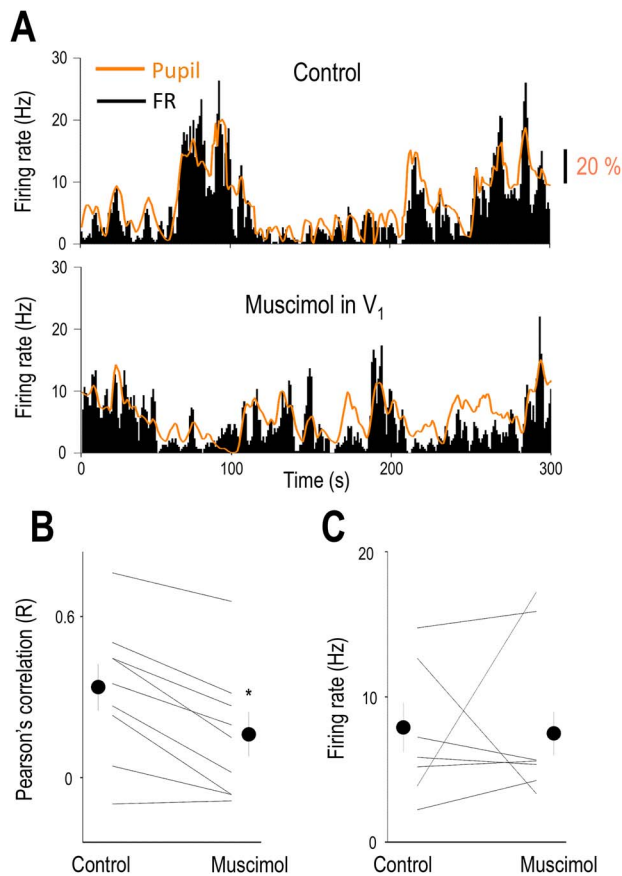 A
Pupil
FR
Control
Firing rate (Hz)
30
20
10
0
20 %
Muscimol in V1
Firing rate (Hz)
30
20
10
0
0
100
200
300
Time (s)
B
Pearson's correlation (R)
0.6
0
*
Control
Muscimol
C
Firing rate (Hz)
20
10
0
Control
Muscimol